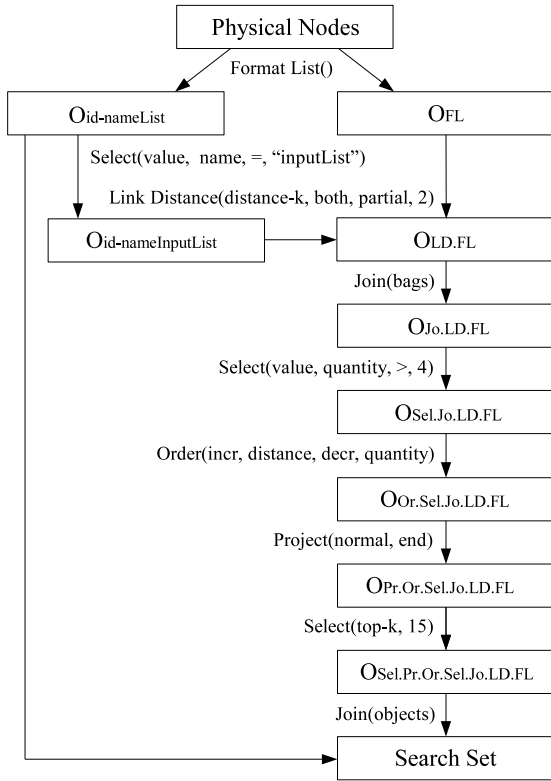 Physical Nodes
Format List()
Oid-nameList
OFL
Select(value, name, =, “inputList”)
Link Distance(distance-k, both, partial, 2)
Oid-nameInputList
OLD.FL
Join(bags)
OJo.LD.FL
Select(value, quantity, >, 4)
OSel.Jo.LD.FL
Order(incr, distance, decr, quantity)
OOr.Sel.Jo.LD.FL
Project(normal, end)
OPr.Or.Sel.Jo.LD.FL
Select(top-k, 15)
OSel.Pr.Or.Sel.Jo.LD.FL
Join(objects)
Search Set